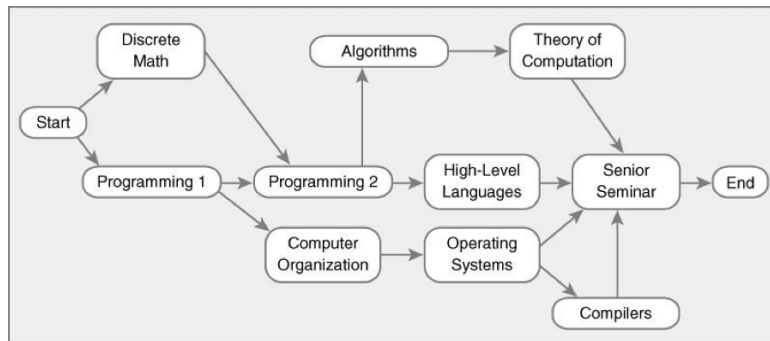 Discrete
Math
Algorithms
Theory of
Computation
Start
Programming 1
Programming 2
High-Level
Languages
Senior
Seminar
End
Computer
Organization
Operating
Systems
Compilers